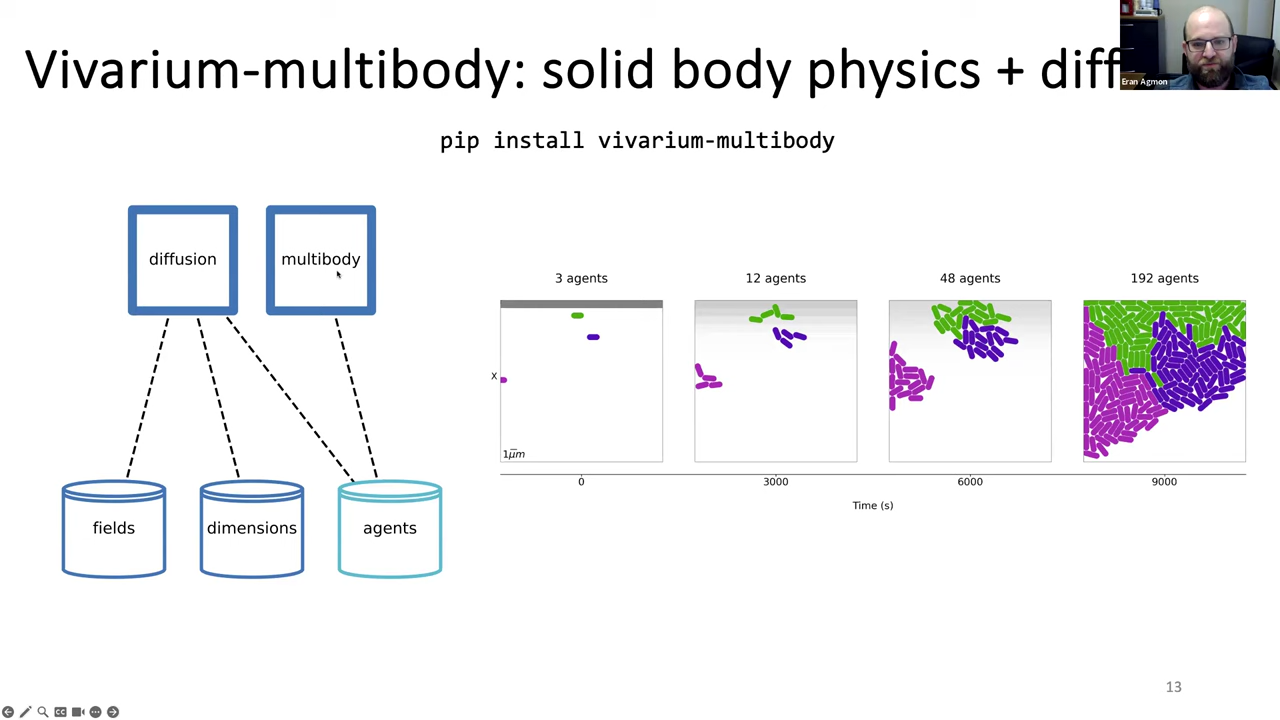 Vivarium-multibody: solid body physics + diff
Eran Agmon
pip install vivarium-multibody
diffusion
multibody
fields
dimensions
agents
3 agents
12 agents
48 agents
192 agents
x
1μm
0
3000
6000
9000
Time (s)
13
CC